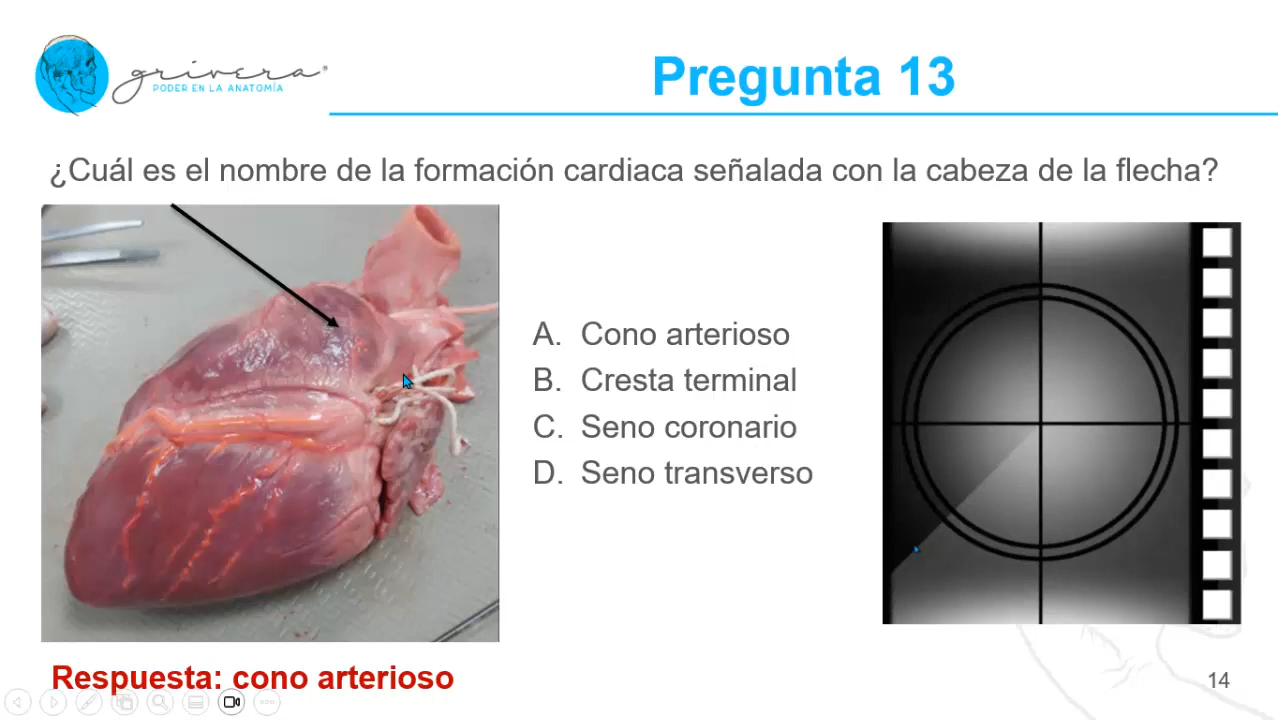 grivera®
PODER EN LA ANATOMÍA
Pregunta 13
¿Cuál es el nombre de la formación cardiaca señalada con la cabeza de la flecha?
A. Cono arterioso
B. Cresta terminal
C. Seno coronario
D. Seno transverso
Respuesta: cono arterioso
14